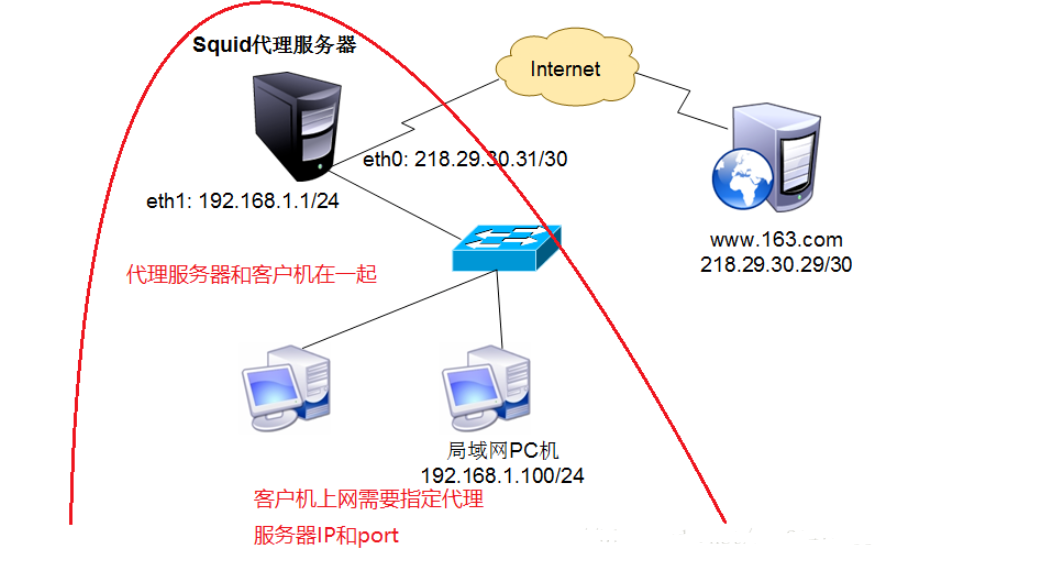 Squid代理服务器
Internet
eth0: 218.29.30.31/30
eth1: 192.168.1.1/24
www.163.com
218.29.30.29/30
代理服务器和客户机在一起
局域网PC机
192.168.1.100/24
客户机上网需要指定代理
服务器IP和port